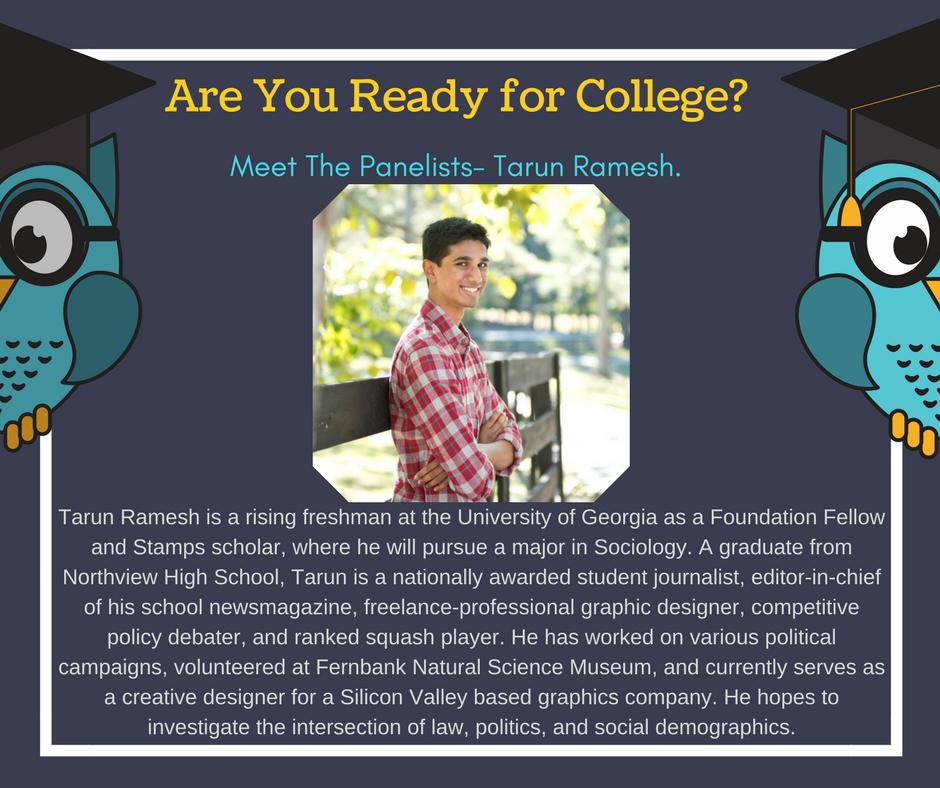 Are You Ready for College?
Meet The Panelists- Tarun Ramesh.
Tarun Ramesh is a rising freshman at the University of Georgia as a Foundation Fellow
and Stamps scholar, where he will pursue a major in Sociology. A graduate from
Northview High School, Tarun is a nationally awarded student journalist, editor-in-chief
of his school newsmagazine, freelance-professional graphic designer, competitive
policy debater, and ranked squash player. He has worked on various political
campaigns, volunteered at Fernbank Natural Science Museum, and currently serves as
a creative designer for a Silicon Valley based graphics company. He hopes to
investigate the intersection of law, politics, and social demographics.